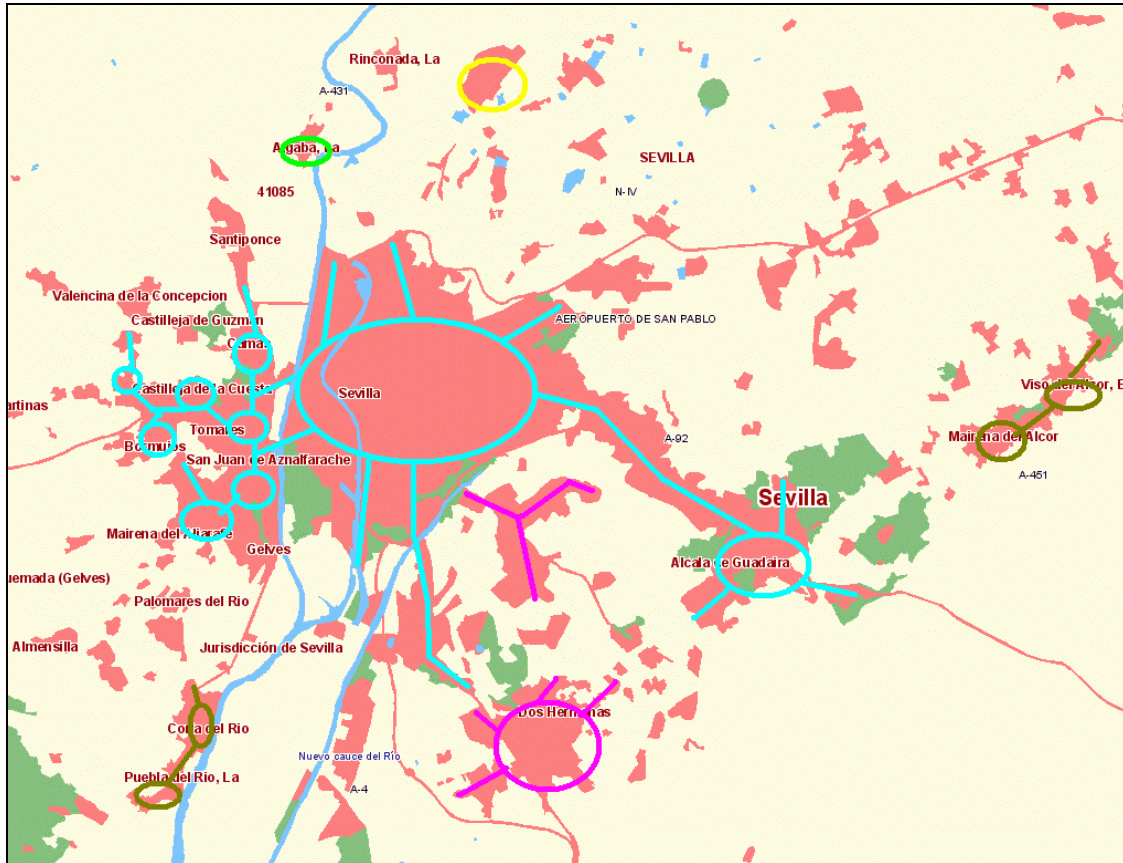 Rinconada, La
A-431
Algaba, La
SEVILLA
41085
N-IV
Santiponce
Valencina de la Concepcion
Castilleja de Guzman
AEROPUERTO DE SAN PABLO
Camas
Castilleja de la Cuesta
Sevilla
Viso del Alcor, E
artinas
Tomares
Bormujos
A-92
Mairena del Alcor
San Juan de Aznalfarache
A-451
Sevilla
Mairena del Aljarafe
Gelves
Alcala de Guadaira
uemada (Gelves)
Palomares del Rio
Almensilla
Jurisdicción de Sevilla
Dos Hermanas
Coria del Rio
Nuevo cauce del Río
Puebla del Rio, La
A-4